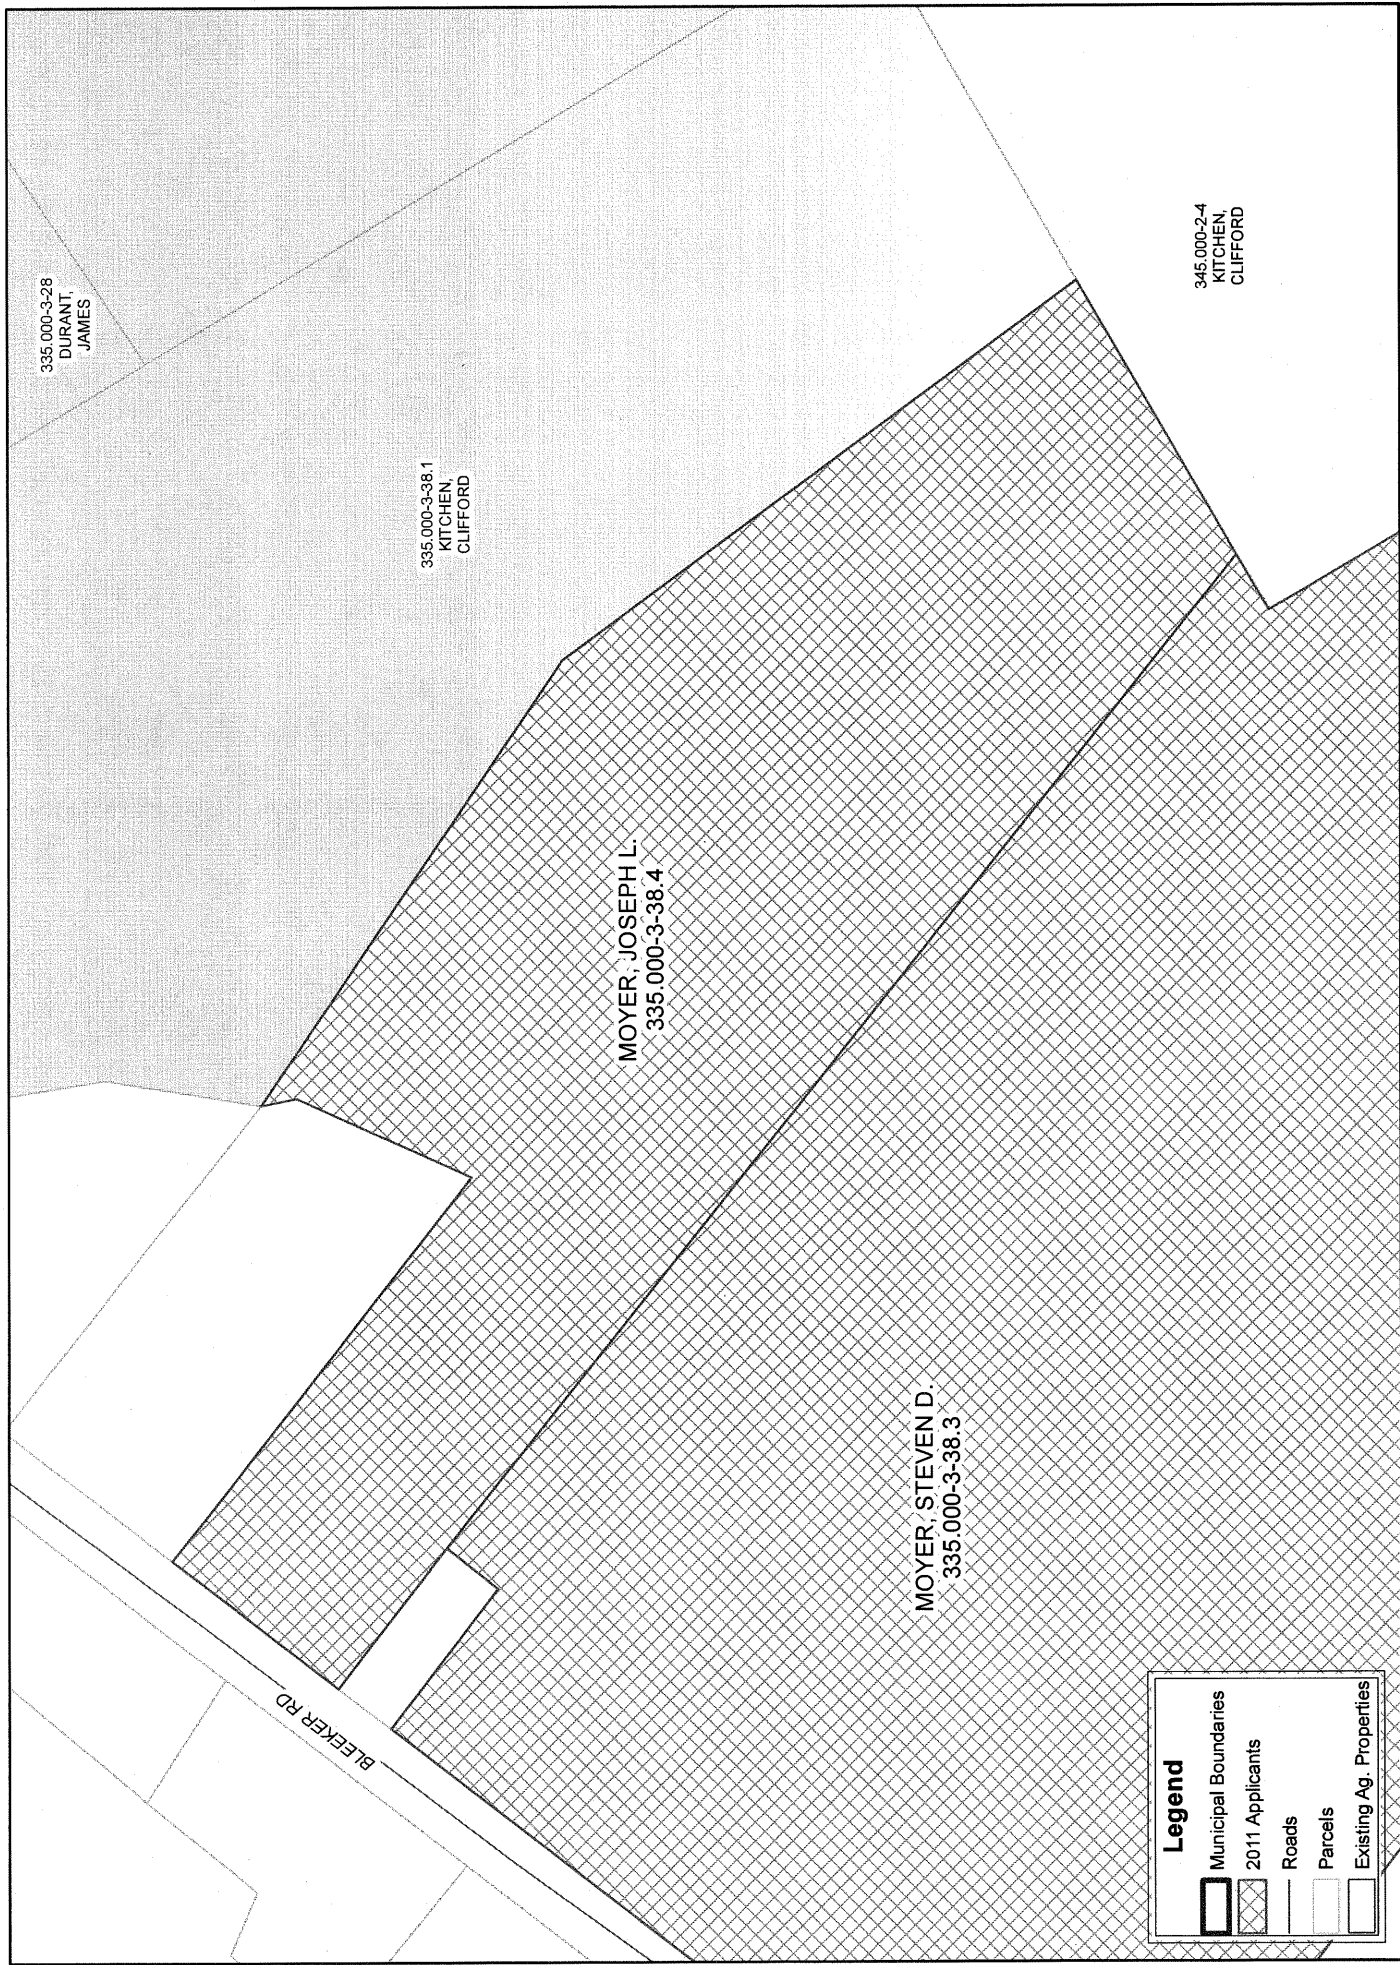 335.000-3-28
DURANT,
JAMES
335.000-3-38.1
KITCHEN,
CLIFFORD
345.000-2-4
KITCHEN,
CLIFFORD
MOYER, JOSEPH L.
335.000-3-38.4
MOYER, STEVEN D.
335.000-3-38.3
BLEEKER RD
Legend
Municipal Boundaries
2011 Applicants
Roads
Parcels
Existing Ag. Properties